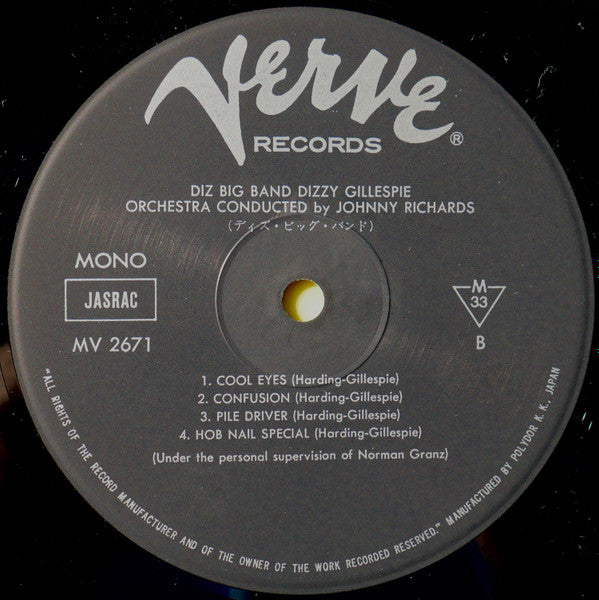 Verve
RECORDS ®
DIZ BIG BAND DIZZY GILLESPIE
ORCHESTRA CONDUCTED by JOHNNY RICHARDS
(ディズ・ビッグ・バンド)
MONO
JASRAC
MV 2671
M
33
B
1. COOL EYES (Harding-Gillespie)
2. CONFUSION (Harding-Gillespie)
3. PILE DRIVER (Harding-Gillespie)
4. HOB NAIL SPECIAL (Harding-Gillespie)
(Under the personal supervision of Norman Granz)
"ALL RIGHTS OF THE RECORD MANUFACTURER AND OF THE OWNER OF THE WORK RECORDED RESERVED." MANUFACTURED BY POLYDOR K. K., JAPAN